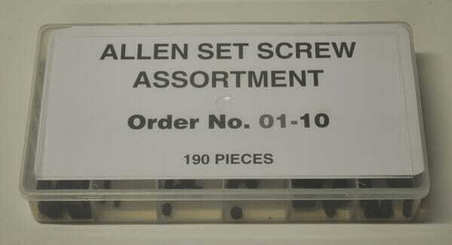 ALLEN SET SCREW
ASSORTMENT
Order No. 01-10
190 PIECES